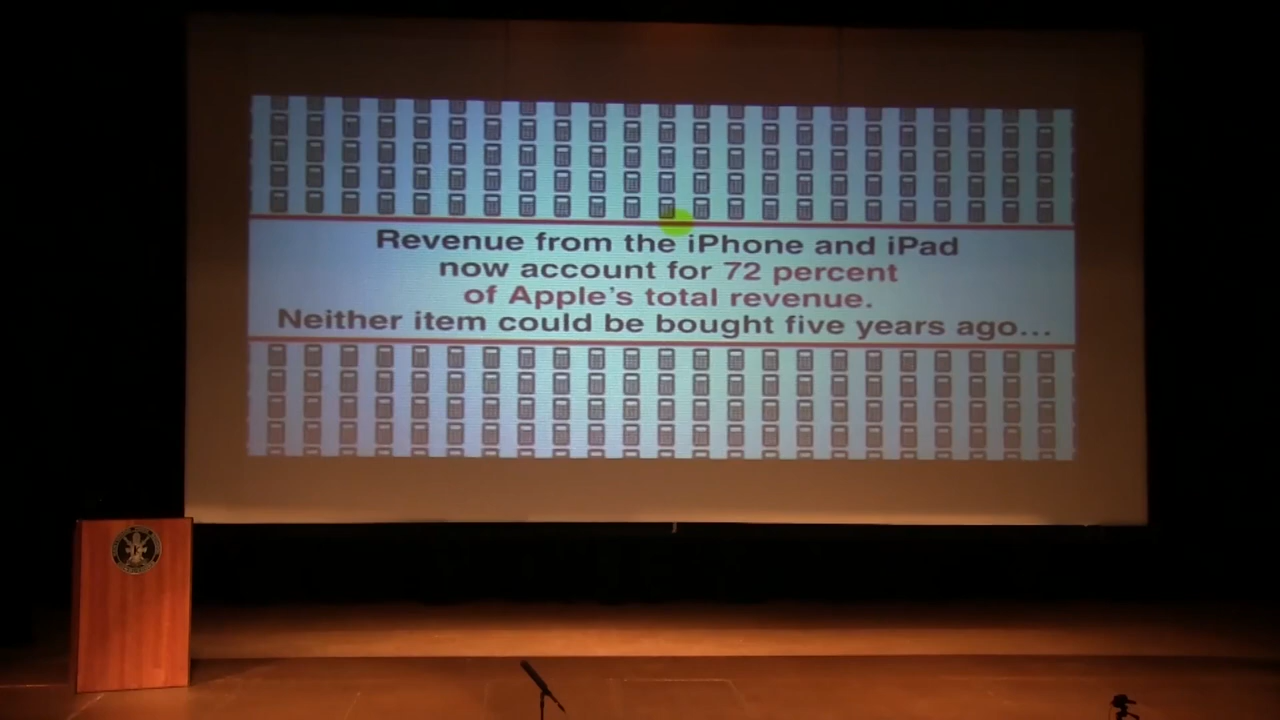 Revenue from the iPhone and iPad
now account for 72 percent
of Apple's total revenue.
Neither item could be bought five years ago...